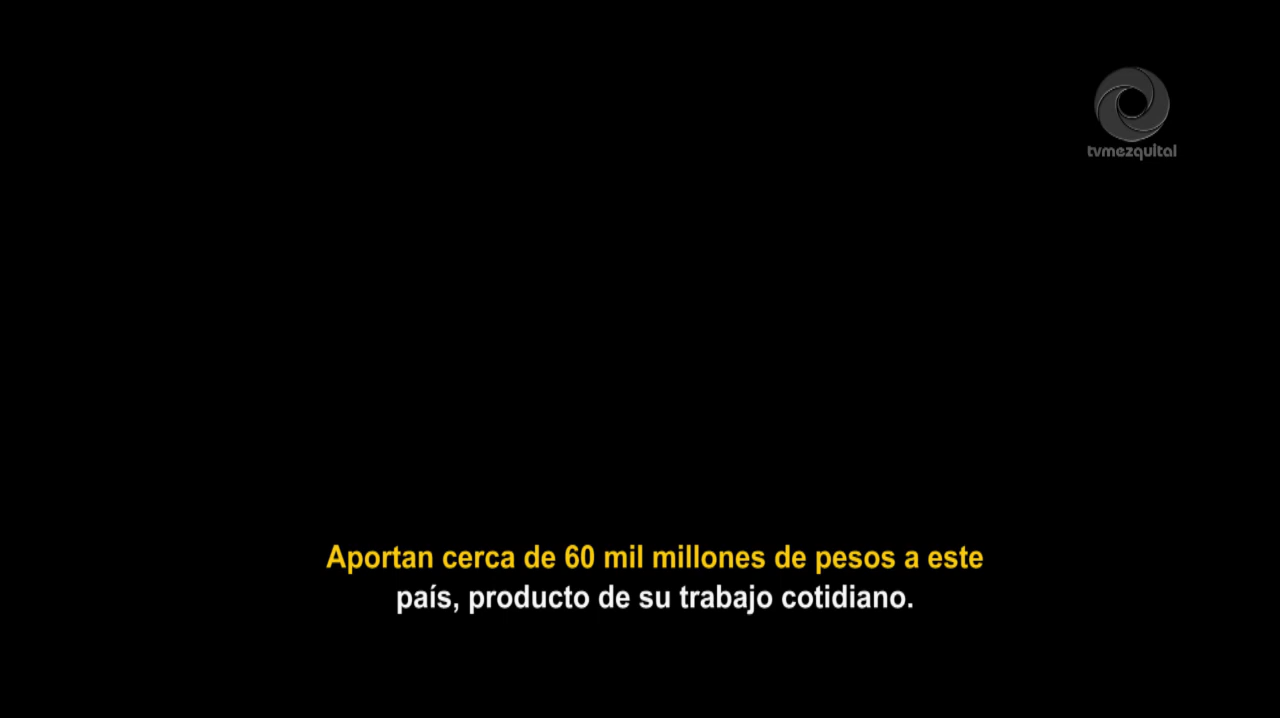 tvmezquital
Aportan cerca de 60 mil millones de pesos a este
país, producto de su trabajo cotidiano.